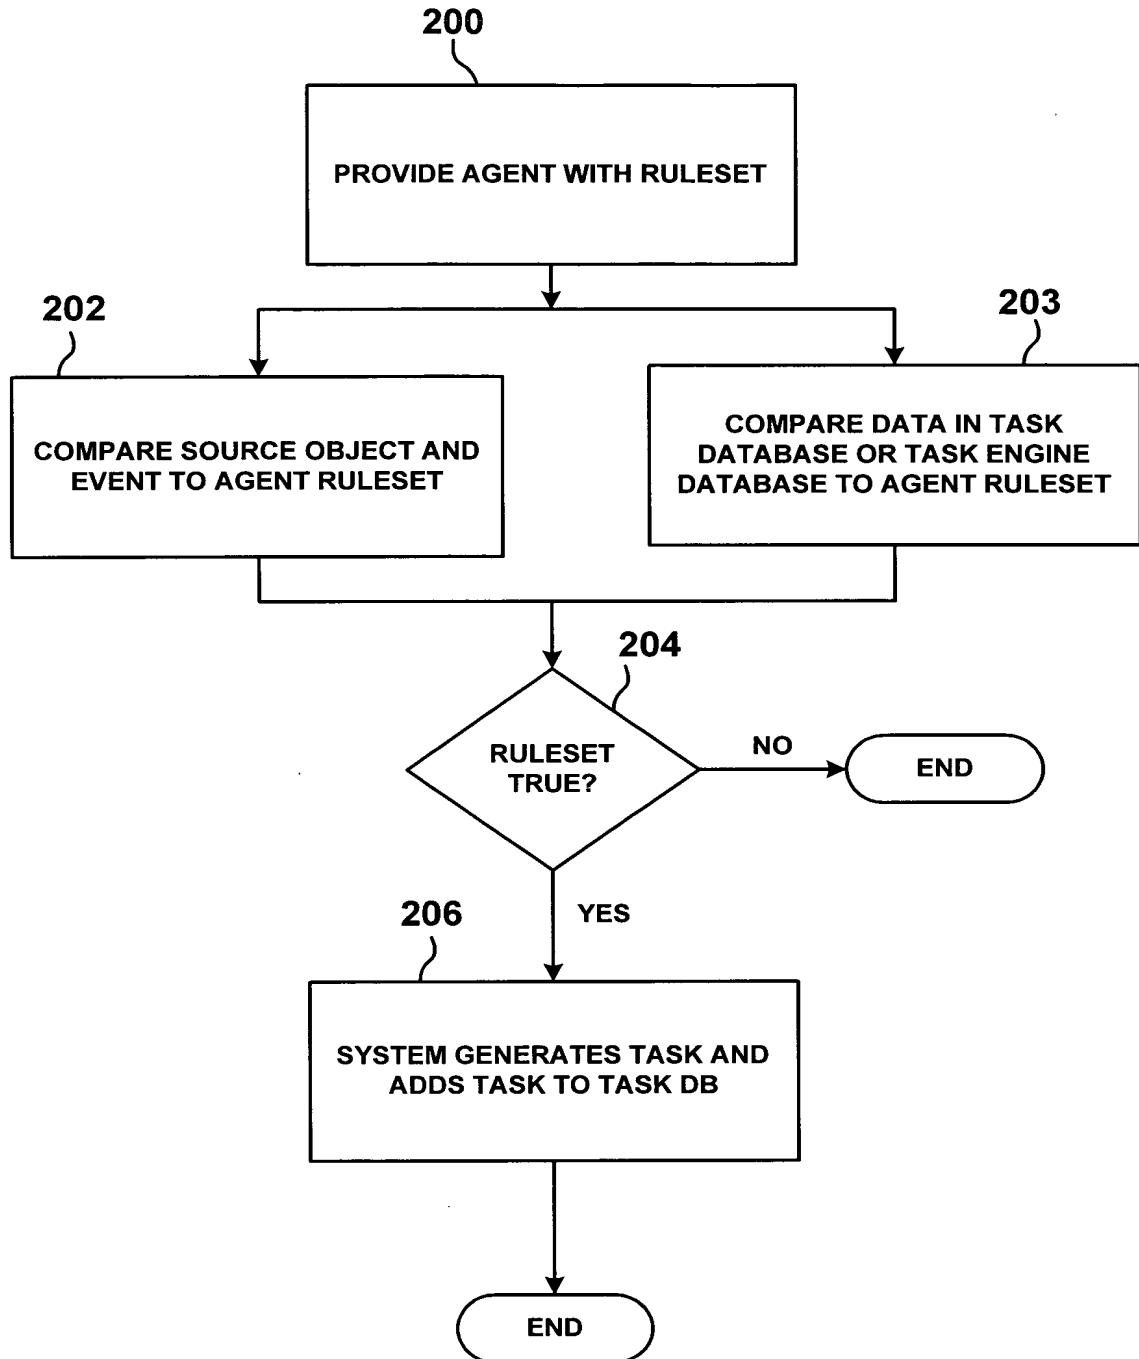 200
PROVIDE AGENT WITH RULESET
202
203
COMPARE SOURCE OBJECT AND
EVENT TO AGENT RULESET
COMPARE DATA IN TASK
DATABASE OR TASK ENGINE
DATABASE TO AGENT RULESET
204
RULESET
TRUE?
NO
END
YES
206
SYSTEM GENERATES TASK AND
ADDS TASK TO TASK DB
END